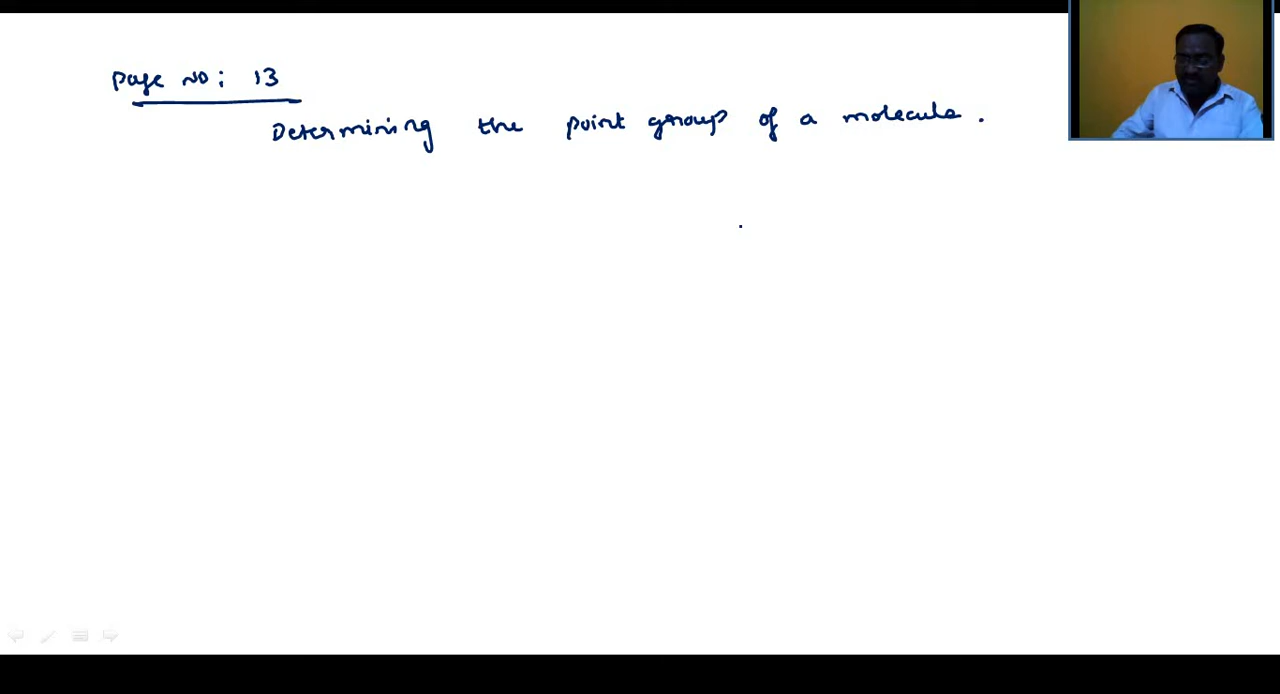 Page No: 13
Determining the point group of a molecule.